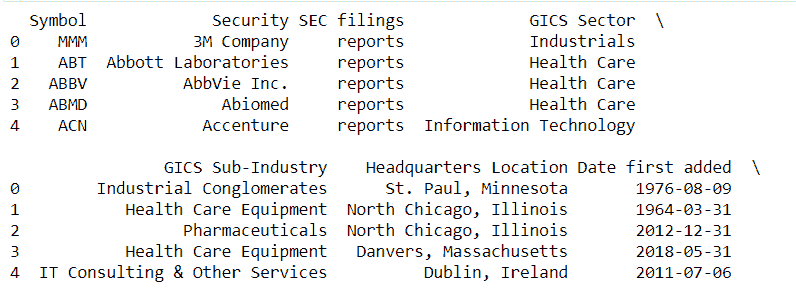 Symbol Security SEC filings GICS Sector \
0 MMM 3M Company reports Industrials
1 ABT Abbott Laboratories reports Health Care
2 ABBV AbbVie Inc. reports Health Care
3 ABMD Abiomed reports Health Care
4 ACN Accenture reports Information Technology
GICS Sub-Industry Headquarters Location Date first added \
0 Industrial Conglomerates St. Paul, Minnesota 1976-08-09
1 Health Care Equipment North Chicago, Illinois 1964-03-31
2 Pharmaceuticals North Chicago, Illinois 2012-12-31
3 Health Care Equipment Danvers, Massachusetts 2018-05-31
4 IT Consulting & Other Services Dublin, Ireland 2011-07-06